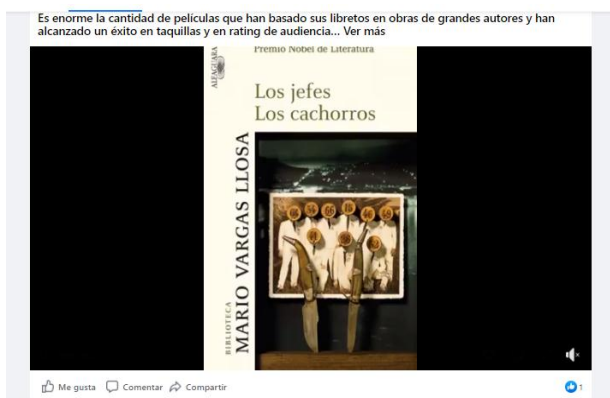 Es enorme la cantidad de películas que han basado sus libretos en obras de grandes autores y han
alcanzado un éxito en taquillas y en rating de audiencia... Ver más
ALFAGUARA
Premio Nobel de Literatura
Los jefes
Los cachorros
BIBLIOTECA
MARIO VARGAS LLOSA
Me gusta Comentar Compartir
1